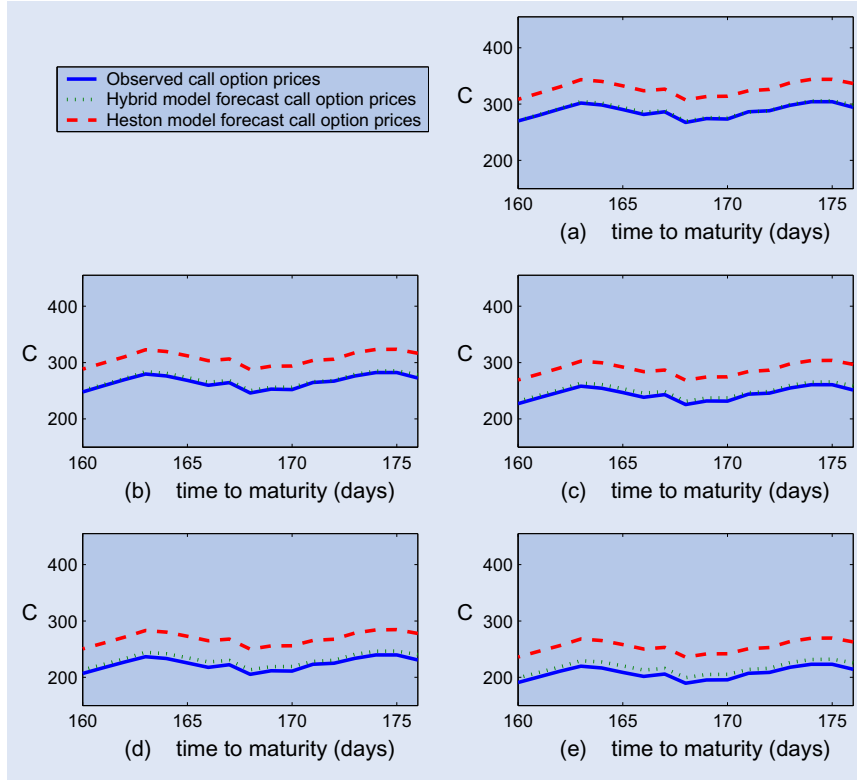 Observed call option prices
Hybrid model forecast call option prices
Heston model forecast call option prices
C
400
300
200
160 165 170 175
(a) time to maturity (days)
C
400
300
200
160 165 170 175
(b) time to maturity (days)
400
300
200
160 165 170 175
(c) time to maturity (days)
C
400
300
200
160 165 170 175
(d) time to maturity (days)
400
300
200
160 165 170 175
(e) time to maturity (days)